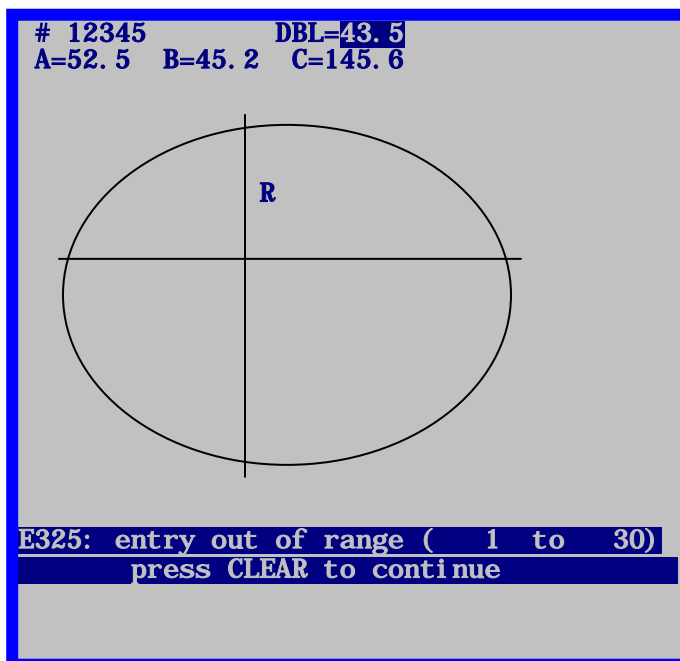 # 12345 DBL=43.5
A=52.5 B=45.2 C=145.6
R
E325: entry out of range ( 1 to 30)
press CLEAR to continue